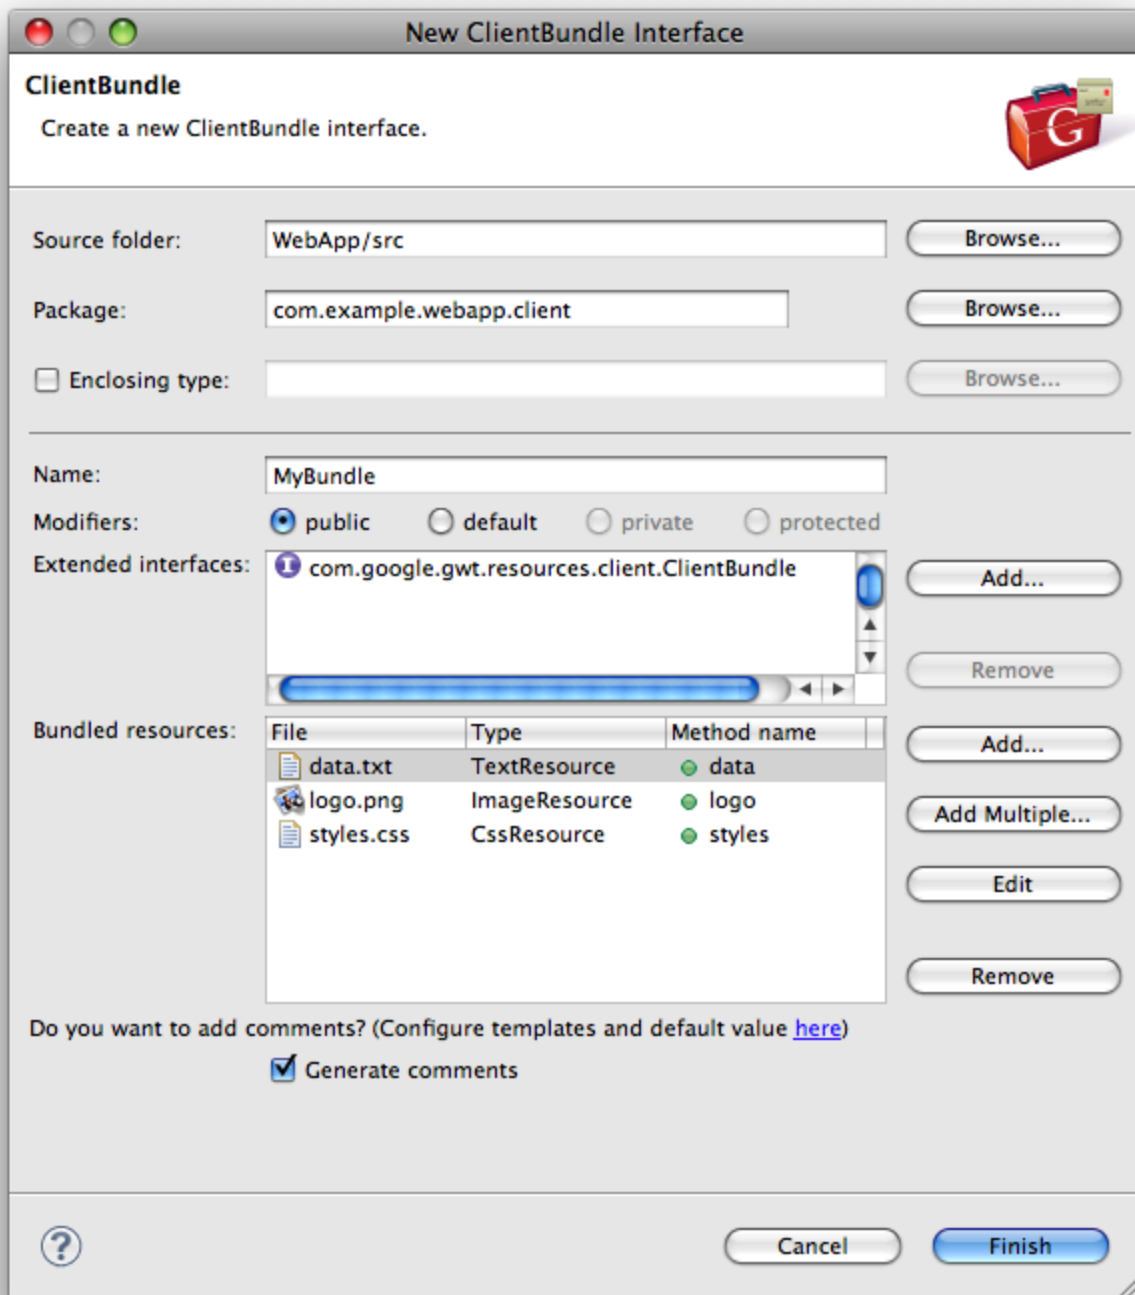 New ClientBundle Interface
ClientBundle
Create a new ClientBundle interface.
G
Source folder: WebApp/src Browse...
Package: com.example.webapp.client Browse...
Enclosing type: Browse...
Name: MyBundle
Modifiers: public default private protected
Extended interfaces: I com.google.gwt.resources.client.ClientBundle Add...
Remove
Bundled resources: File Type Method name
Add...
data.txt TextResource data
logo.png ImageResource logo
Add Multiple...
styles.css CssResource styles
Edit
Remove
Do you want to add comments? (Configure templates and default value here)
Generate comments
? Cancel Finish